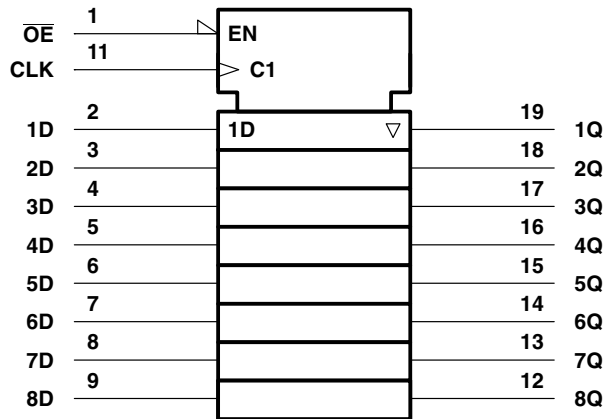 O̅E̅ 1 EN
CLK 11 C1
1D 2 1D 19 1Q
2D 3 18 2Q
3D 4 17 3Q
4D 5 16 4Q
5D 6 15 5Q
6D 7 14 6Q
7D 8 13 7Q
8D 9 12 8Q